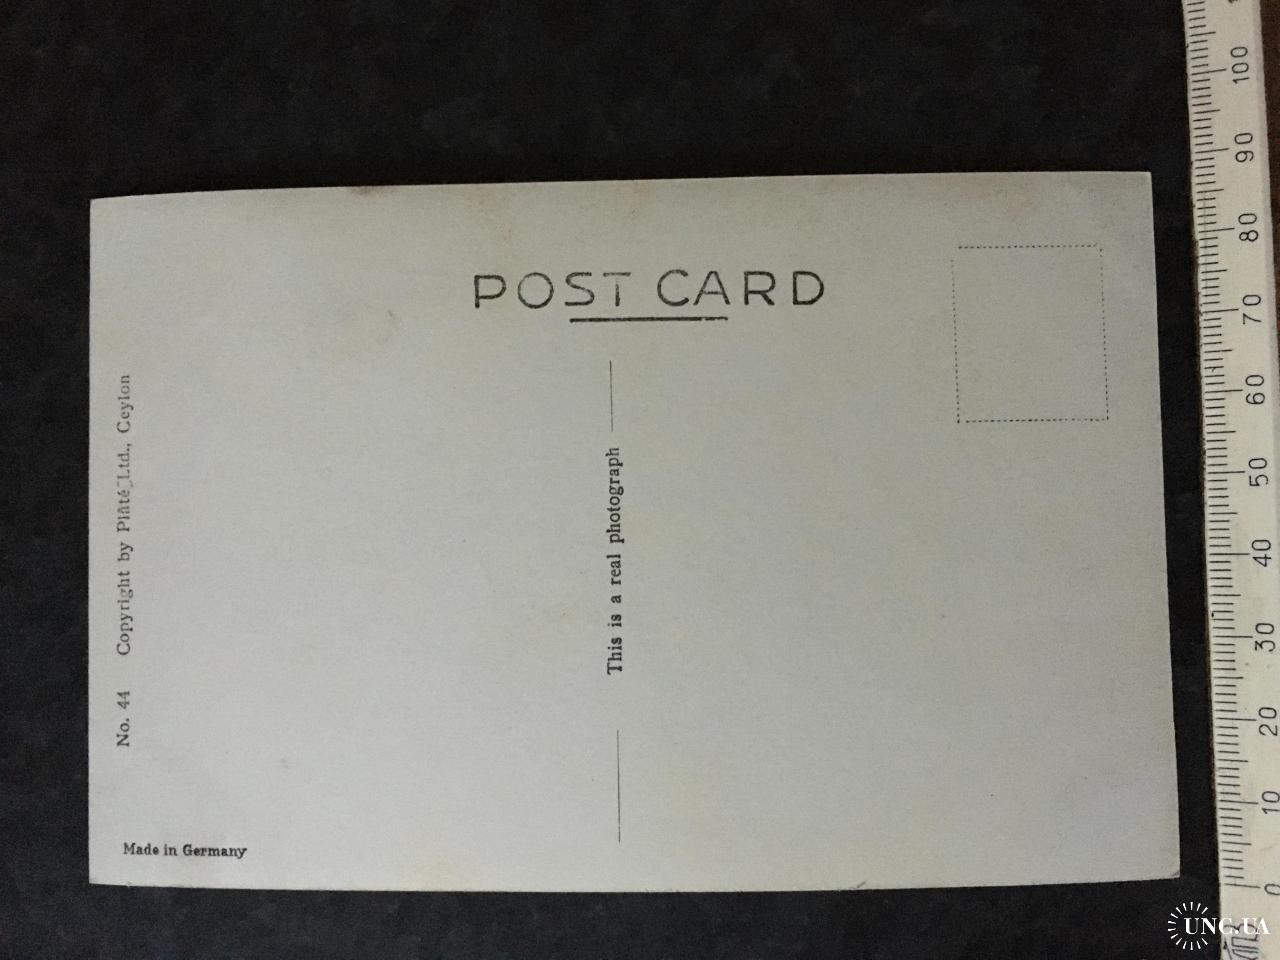 POST CARD
No. 44 Copyright by Plâté Ltd., Ceylon
This is a real photograph
Made in Germany
100
90
80
70
60
50
40
30
20
10
0
UNC.UA